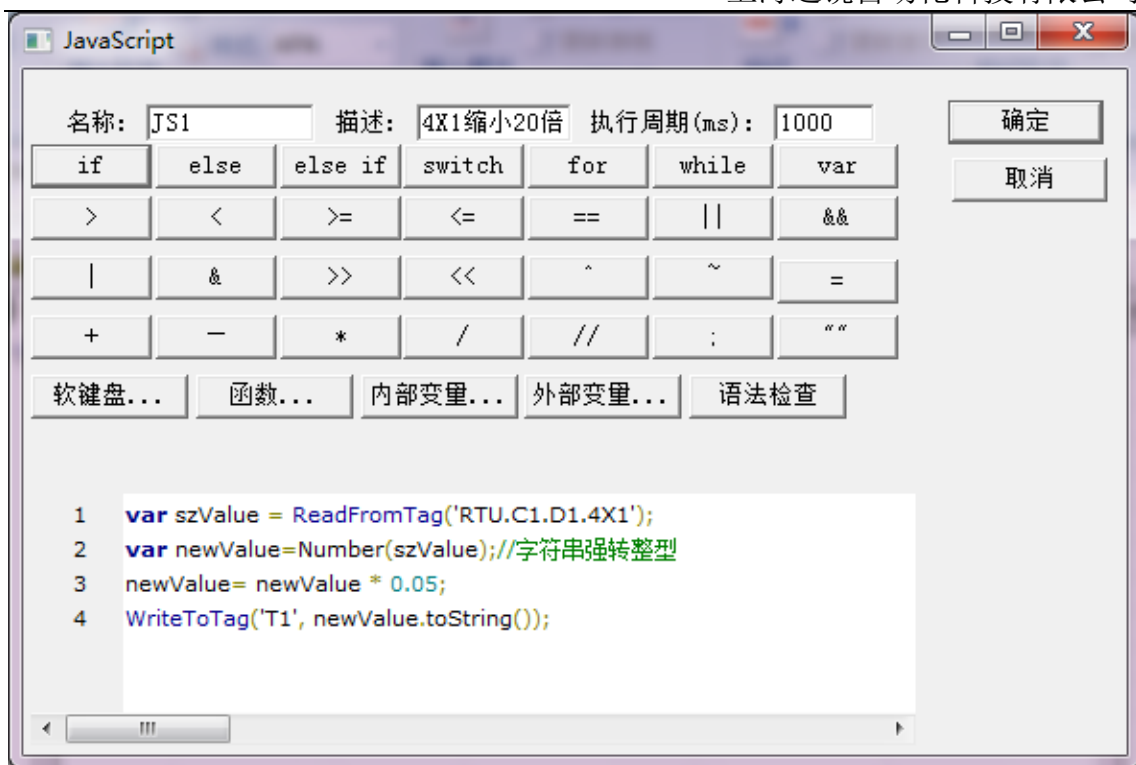 JavaScript
名称: JS1 描述: 4X1缩小20倍 执行周期(ms): 1000 确定
if else else if switch for while var 取消
> < >= <= == || &&
| & >> << ^ ~ =
+ — * / // ; ""
软键盘... 函数... 内部变量... 外部变量... 语法检查
1 var szValue = ReadFromTag('RTU.C1.D1.4X1');
2 var newValue=Number(szValue);//字符串强转整型
3 newValue= newValue * 0.05;
4 WriteToTag('T1', newValue.toString());